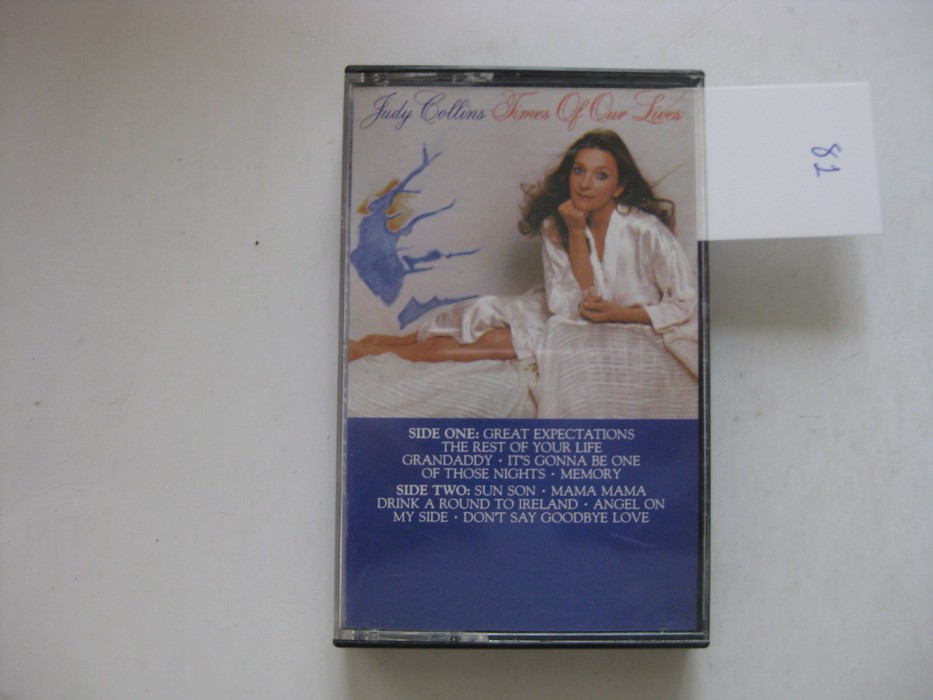 Judy Collins Times Of Our Lives
81
SIDE ONE: GREAT EXPECTATIONS
THE REST OF YOUR LIFE
GRANDADDY · IT'S GONNA BE ONE
OF THOSE NIGHTS · MEMORY
SIDE TWO: SUN SON · MAMA MAMA
DRINK A ROUND TO IRELAND · ANGEL ON
MY SIDE · DON'T SAY GOODBYE LOVE